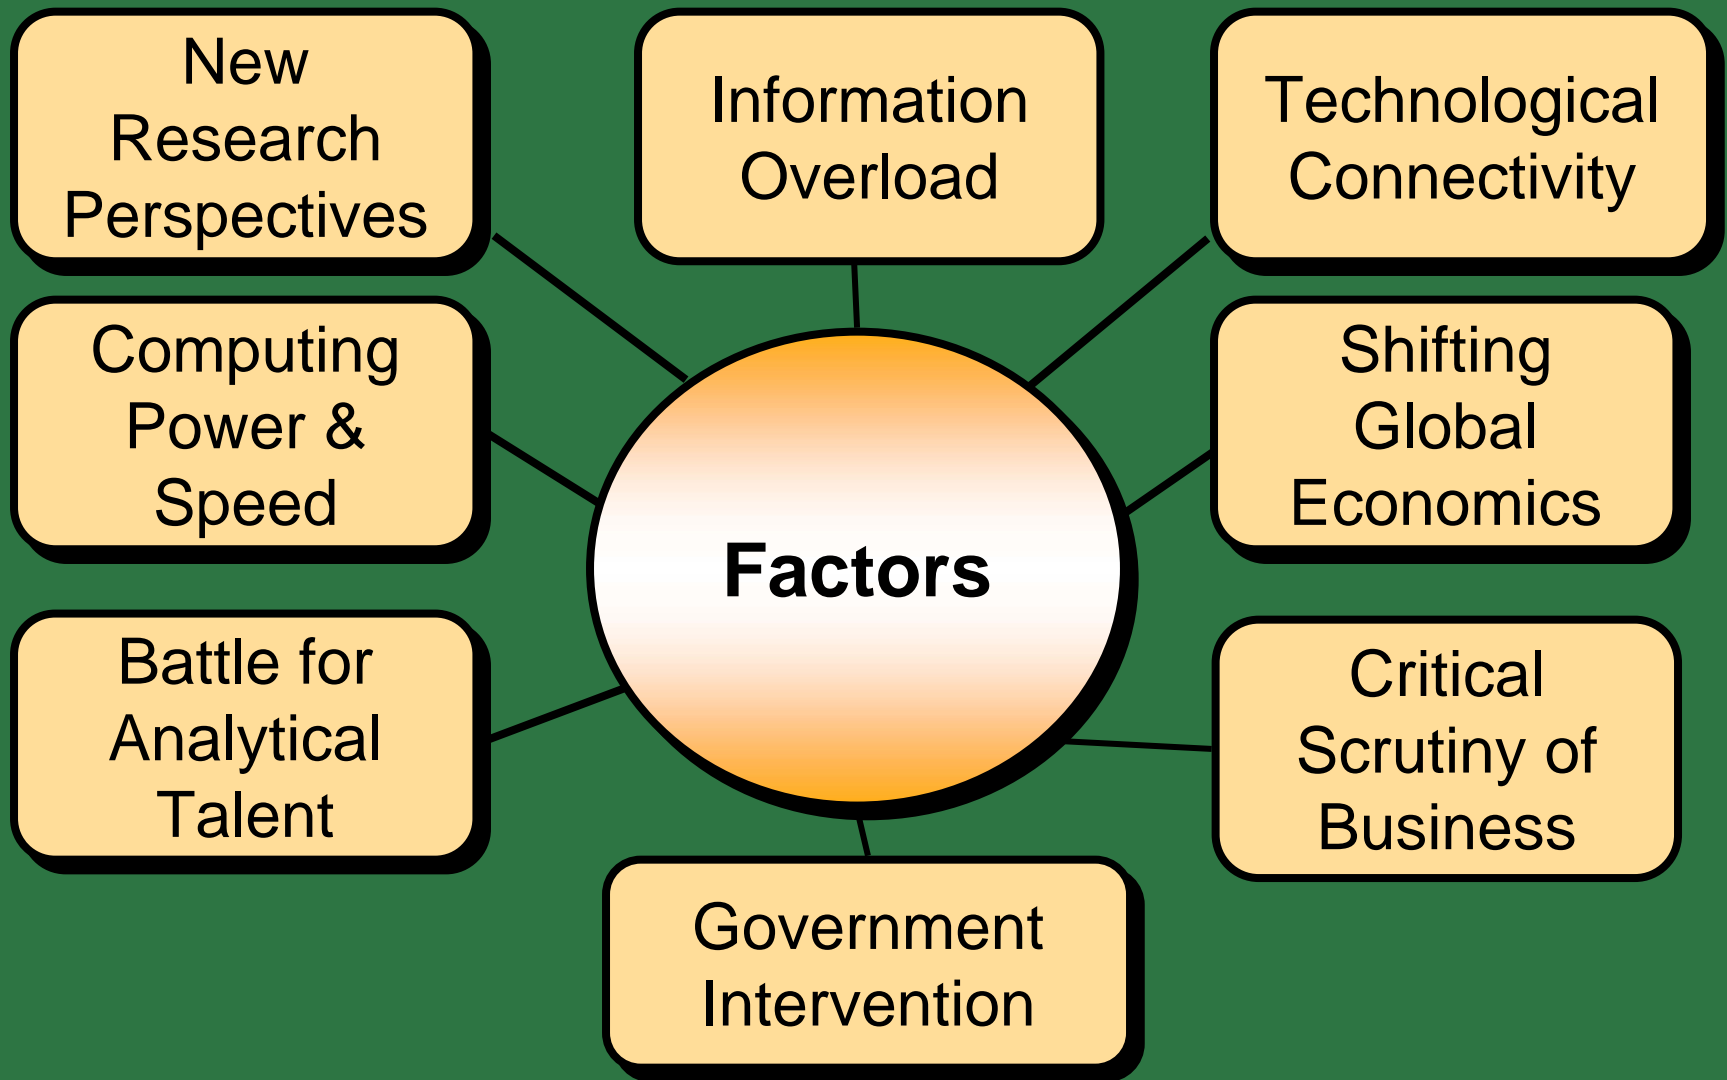 New
Research
Perspectives
Information
Overload
Technological
Connectivity
Computing
Power &
Speed
Shifting
Global
Economics
Factors
Battle for
Analytical
Talent
Critical
Scrutiny of
Business
Government
Intervention